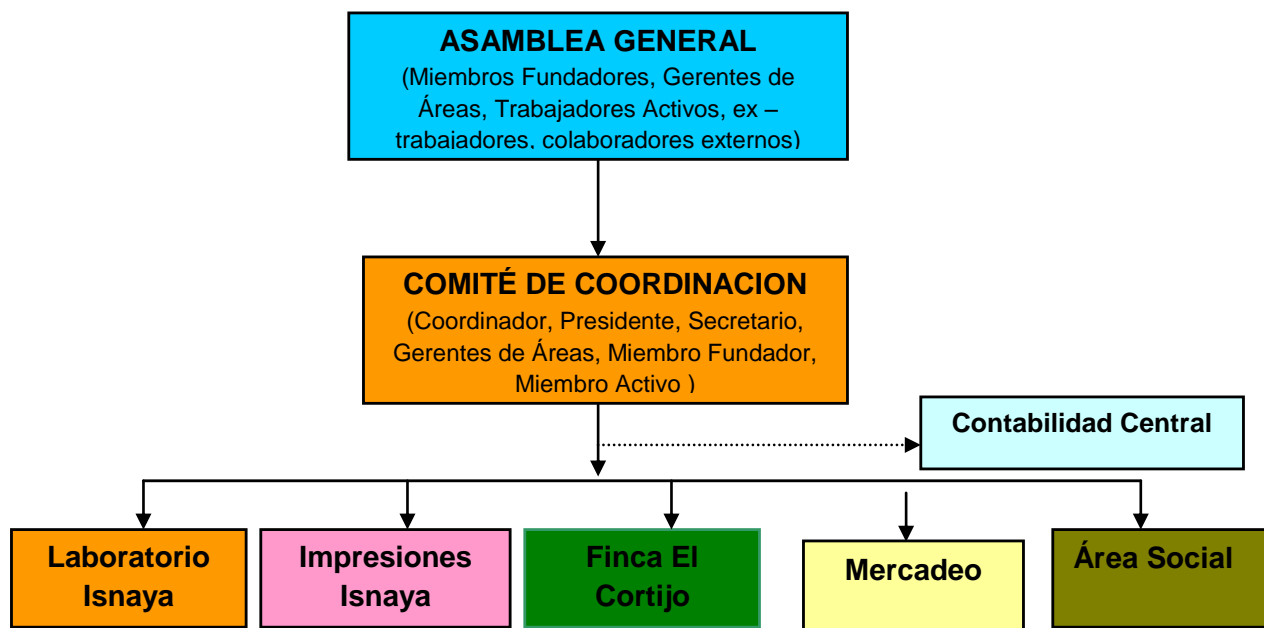 ASAMBLEA GENERAL
(Miembros Fundadores, Gerentes de
Áreas, Trabajadores Activos, ex –
trabajadores, colaboradores externos)
COMITÉ DE COORDINACION
(Coordinador, Presidente, Secretario,
Gerentes de Áreas, Miembro Fundador,
Miembro Activo )
Contabilidad Central
Laboratorio
Isnaya
Impresiones
Isnaya
Finca El
Cortijo
Mercadeo
Área Social